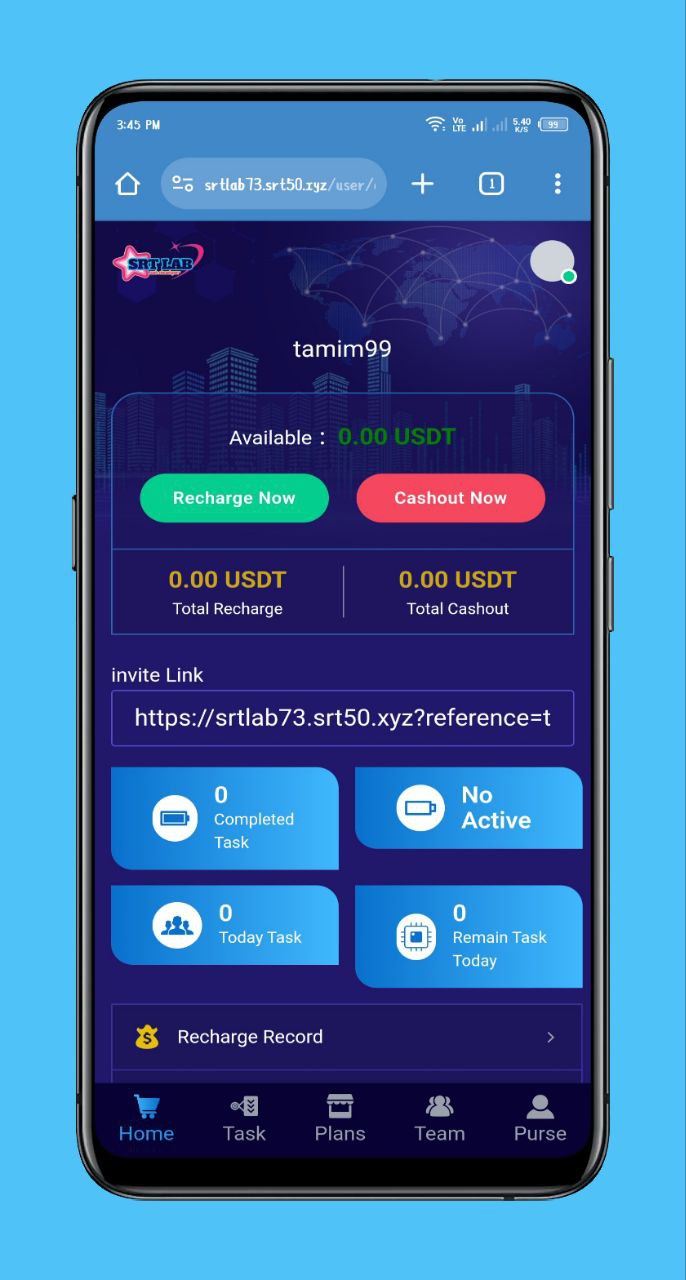 3:45 PM
Vo LTE
5.40 K/S
99
srtlab73.srt50.xyz/user/
1
SRT LAB
tamim99
Available : 0.00 USDT
Recharge Now
Cashout Now
0.00 USDT
0.00 USDT
Total Recharge
Total Cashout
invite Link
https://srtlab73.srt50.xyz?reference=t
0
Completed
Task
No
Active
0
Today Task
0
Remain Task
Today
Recharge Record
Home
Task
Plans
Team
Purse